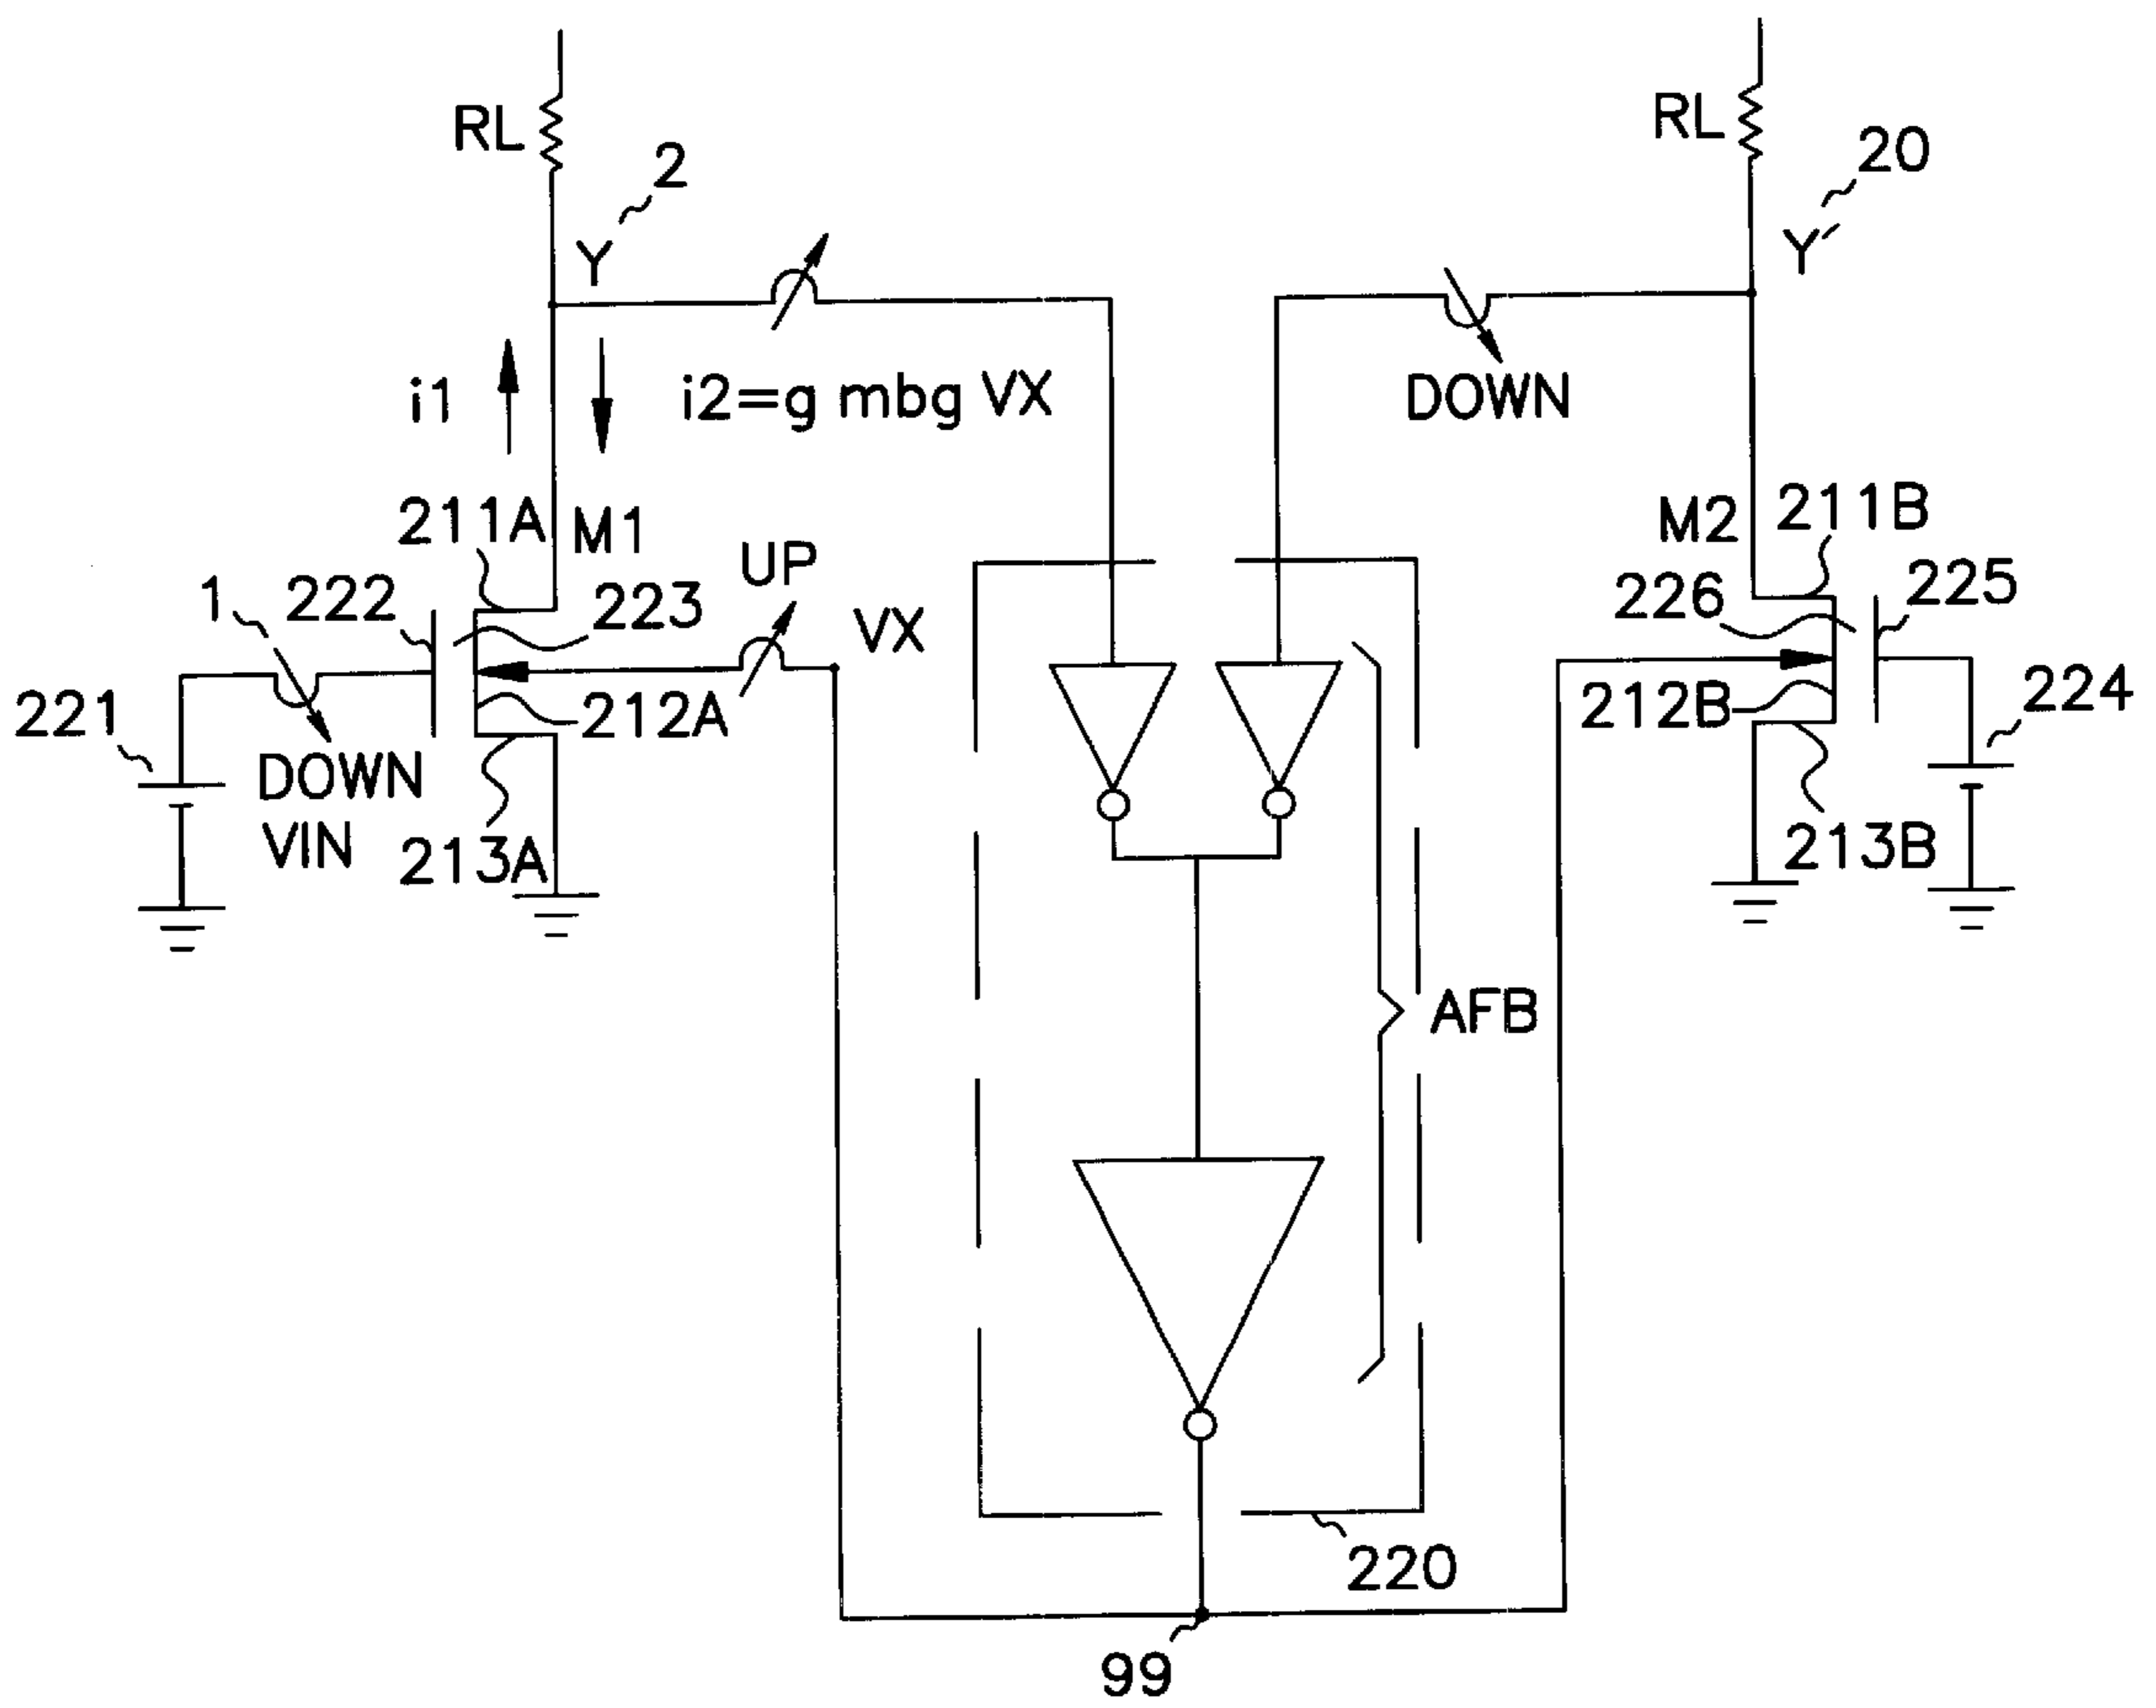 RL
RL
2
20
Y
Y′
i1
i2=g mbg VX
DOWN
211A
M1
M2
211B
UP
1
222
223
VX
226
225
221
212A
212B
224
DOWN
VIN
213A
213B
AFB
220
99